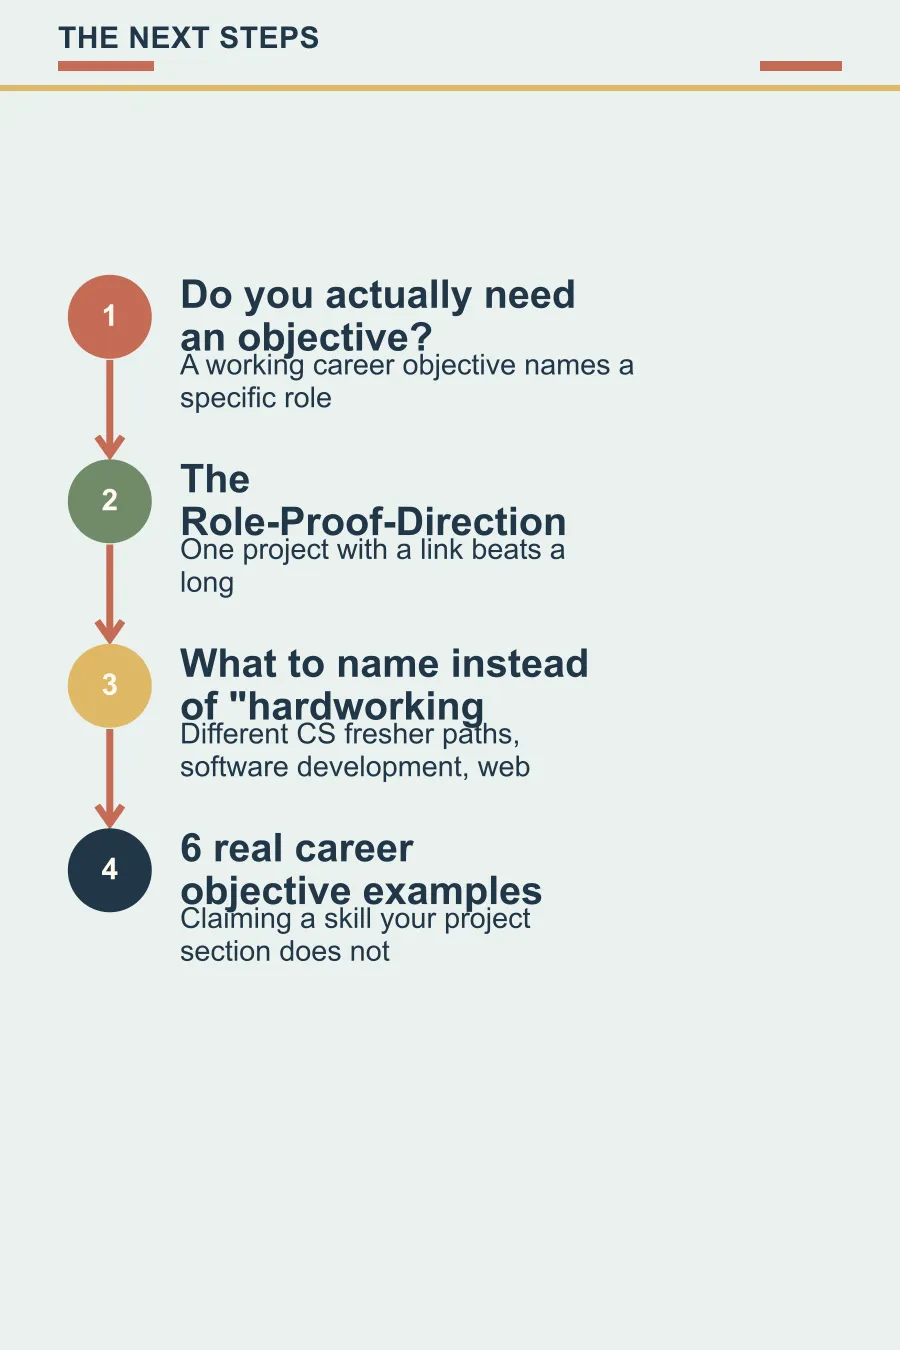 THE NEXT STEPS
1
Do you actually need
an objective?
A working career objective names a
specific role
2
The
Role-Proof-Direction
One project with a link beats a
long
3
What to name instead
of "hardworking
Different CS fresher paths,
software development, web
4
6 real career
objective examples
Claiming a skill your project
section does not